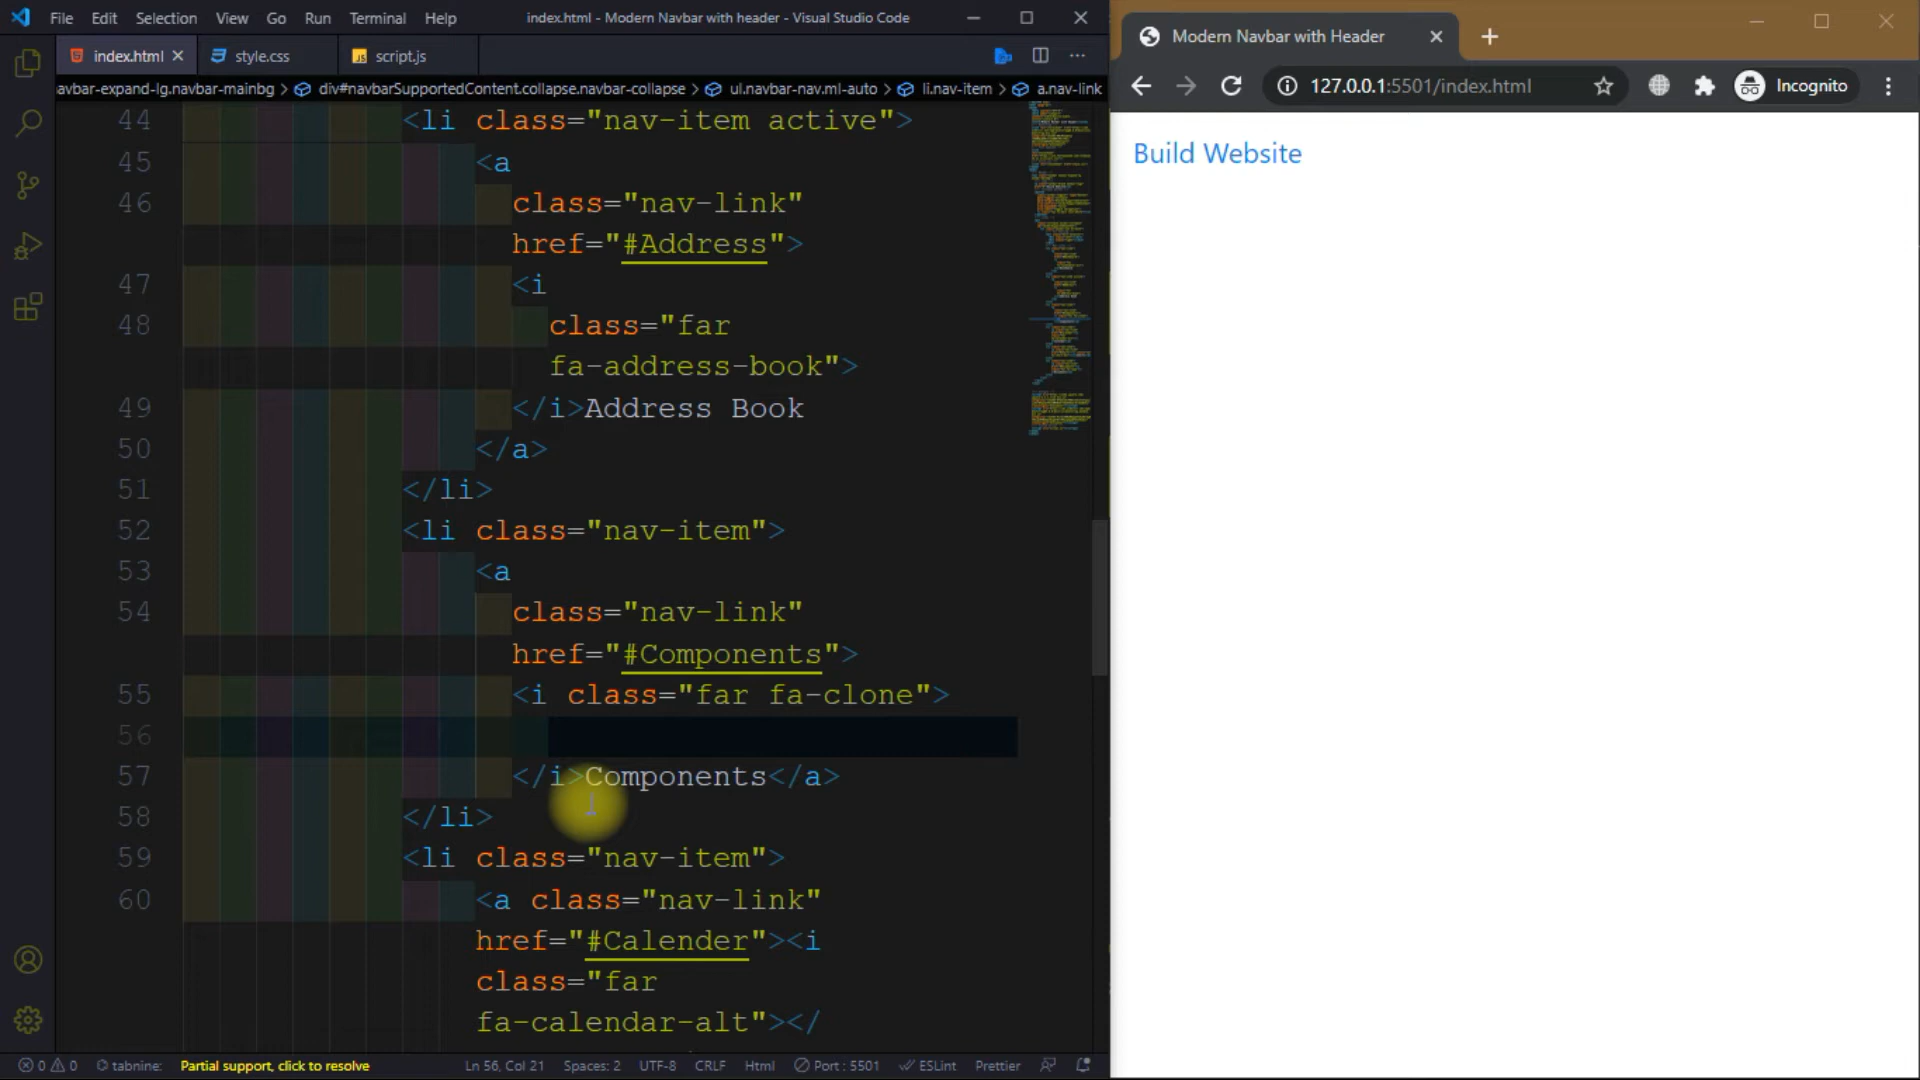 File Edit Selection View Go Run Terminal Help
index.html - Modern Navbar with header - Visual Studio Code
index.html
style.css
script.js
avbar-expand-lg.navbar-mainbg
div#navbarSupportedContent.collapse.navbar-collapse
ul.navbar-nav.ml-auto
li.nav-item
a.nav-link
44 <li class="nav-item active">
45 <a
46 class="nav-link"
href="#Address">
47 <i
48 class="far
fa-address-book">
49 </i>Address Book
50 </a>
51 </li>
52 <li class="nav-item">
53 <a
54 class="nav-link"
href="#Components">
55 <i class="far fa-clone">
56
57 </i>Components</a>
58 </li>
59 <li class="nav-item">
60 <a class="nav-link"
href="#Calender"><i
class="far
fa-calendar-alt"></
0 0 tabnine: Partial support, click to resolve
Ln 56, Col 21 Spaces: 2 UTF-8 CRLF Html Port : 5501 ESLint Prettier
Modern Navbar with Header
127.0.0.1:5501/index.html
Incognito
Build Website